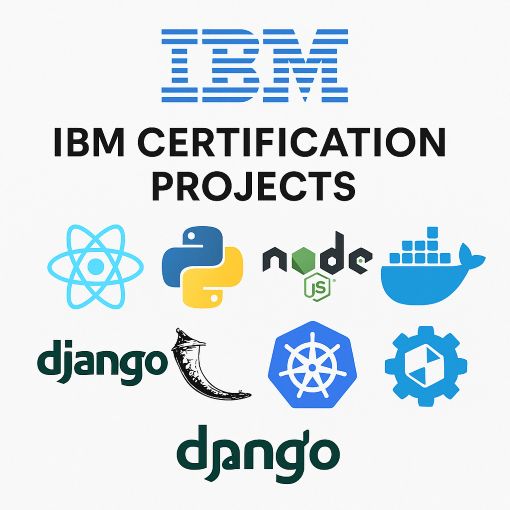 IBM
IBM CERTIFICATION
PROJECTS
node
JS
django
django